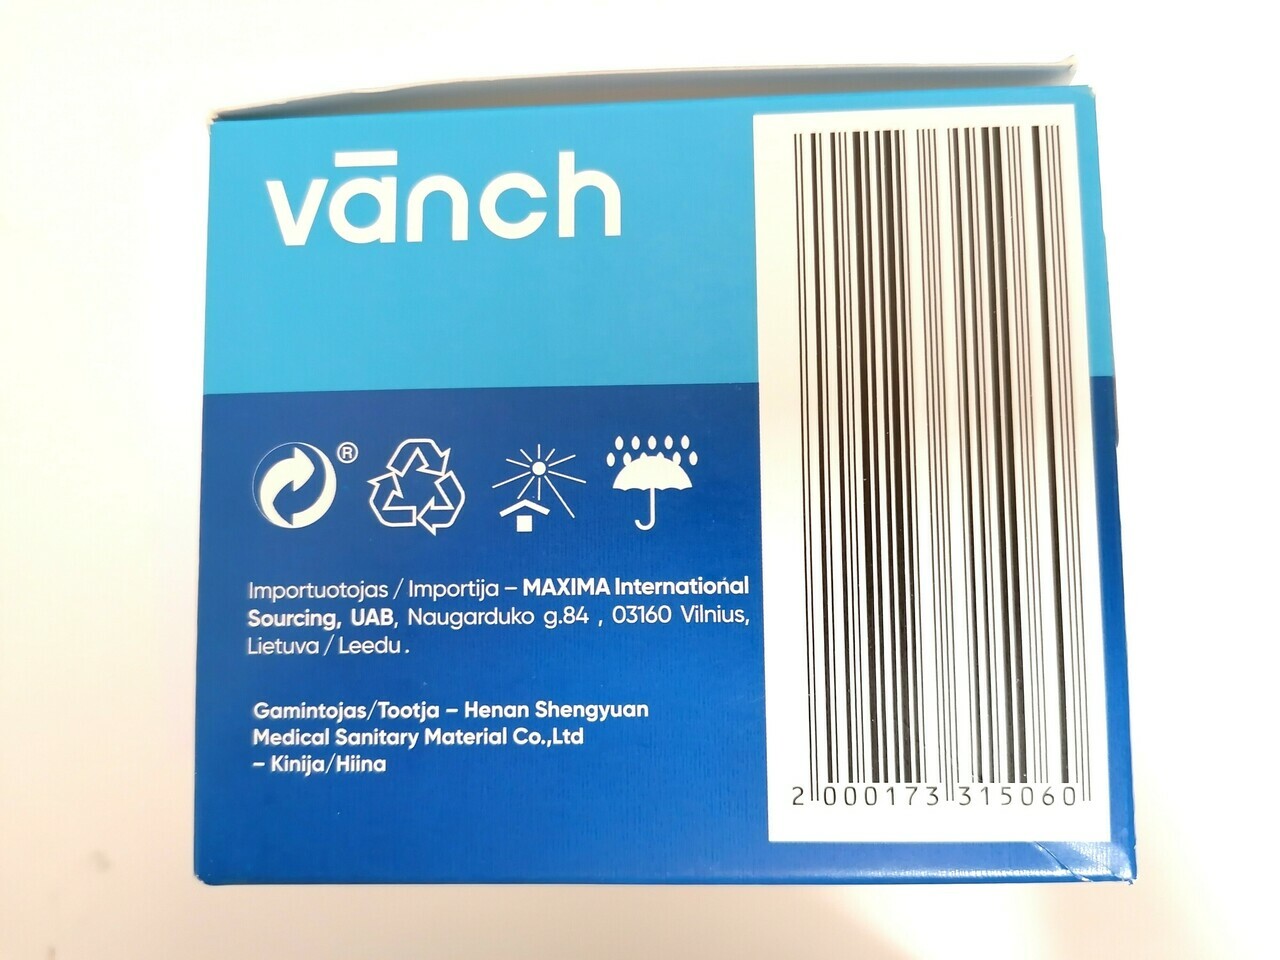 vānch
®
Importuotojas / Importija – MAXIMA International
Sourcing, UAB, Naugarduko g.84 , 03160 Vilnius,
Lietuva / Leedu .
Gamintojas/Tootja – Henan Shengyuan
Medical Sanitary Material Co.,Ltd
– Kinija/Hiina
2 000173 315060